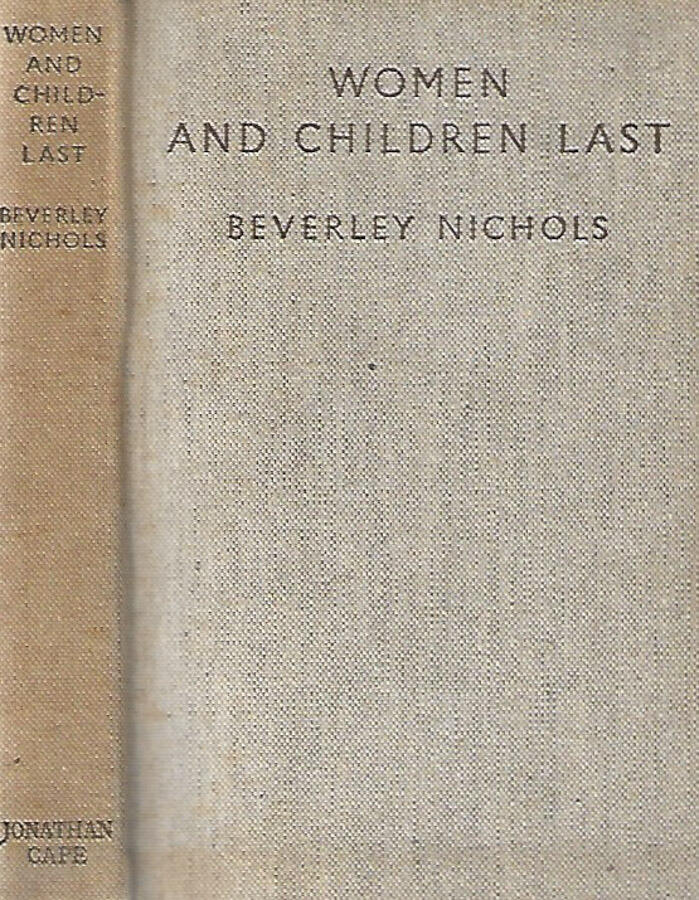 WOMEN
AND
CHILD-
REN
LAST
BEVERLEY
NICHOLS
JONATHAN
CAPE
WOMEN
AND CHILDREN LAST
BEVERLEY NICHOLS